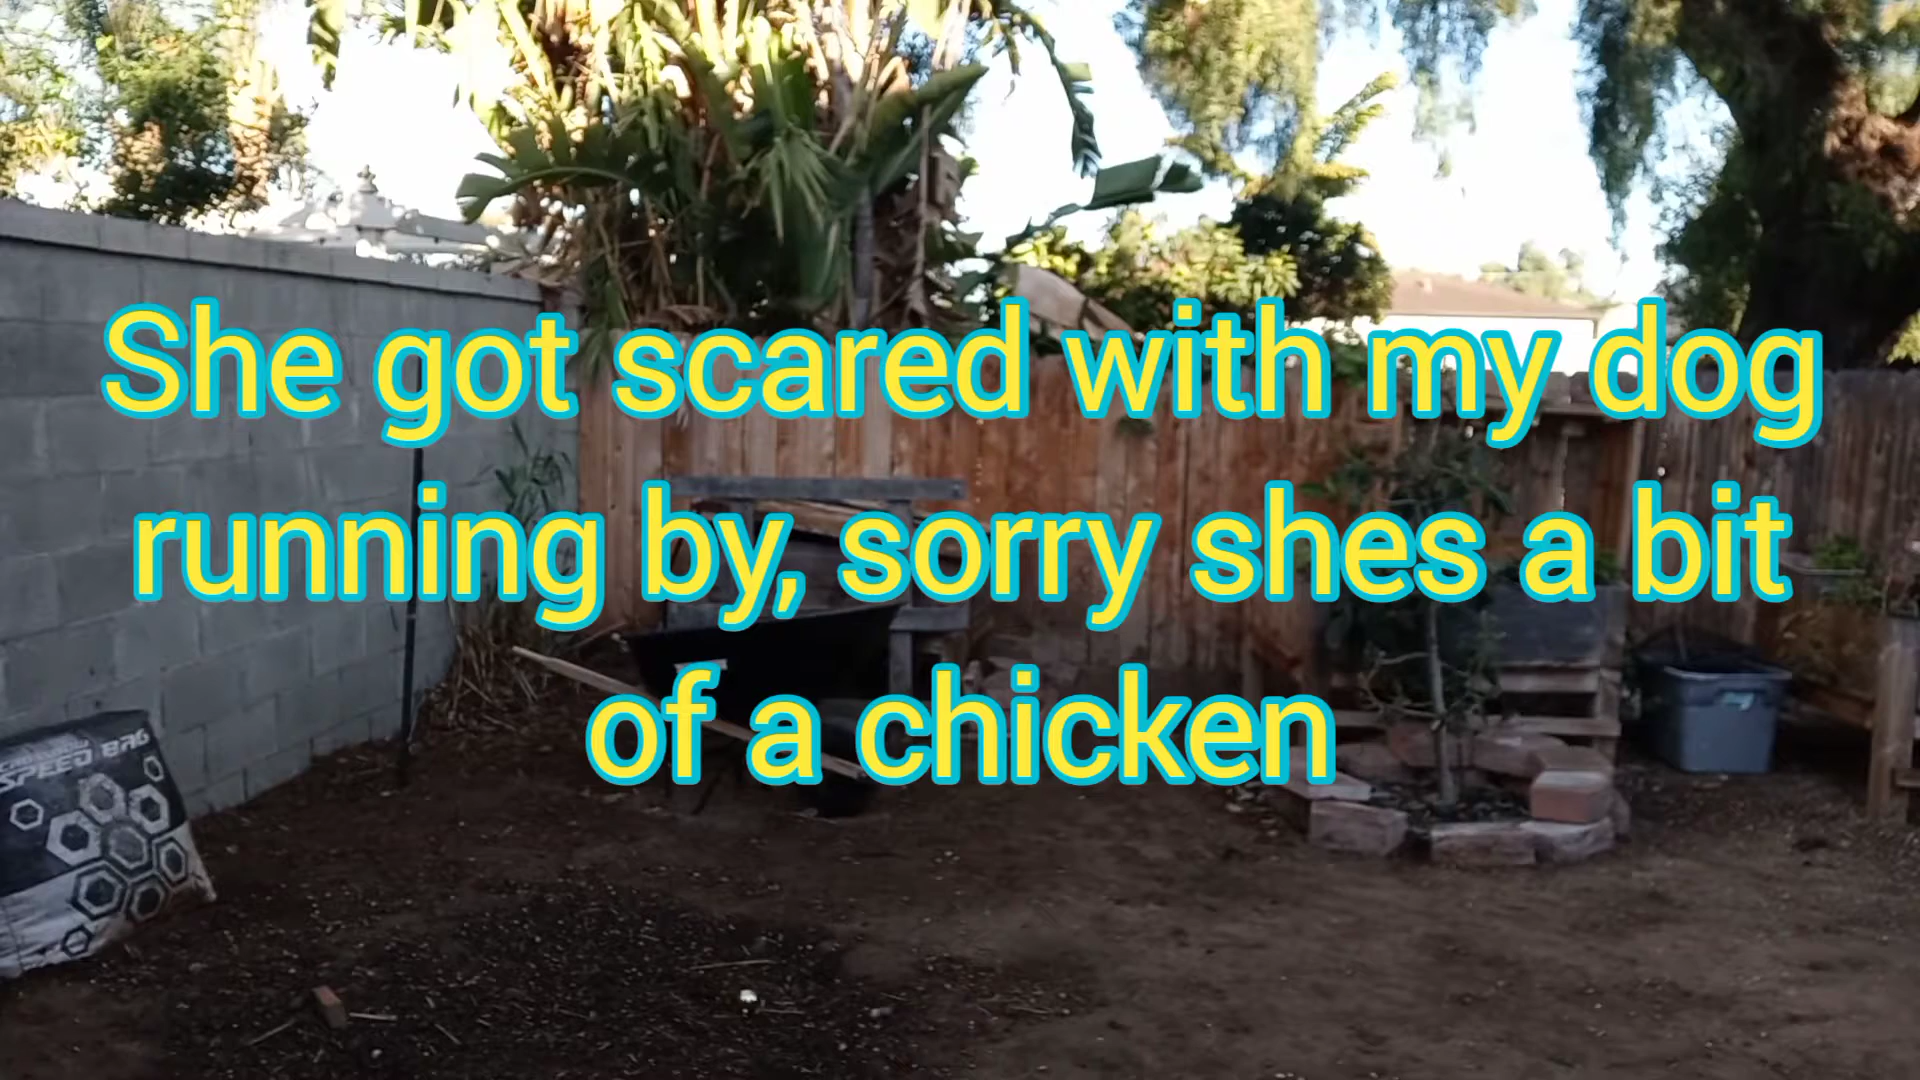 She got scared with my dog
running by, sorry shes a bit
of a chicken
SPEED BAG